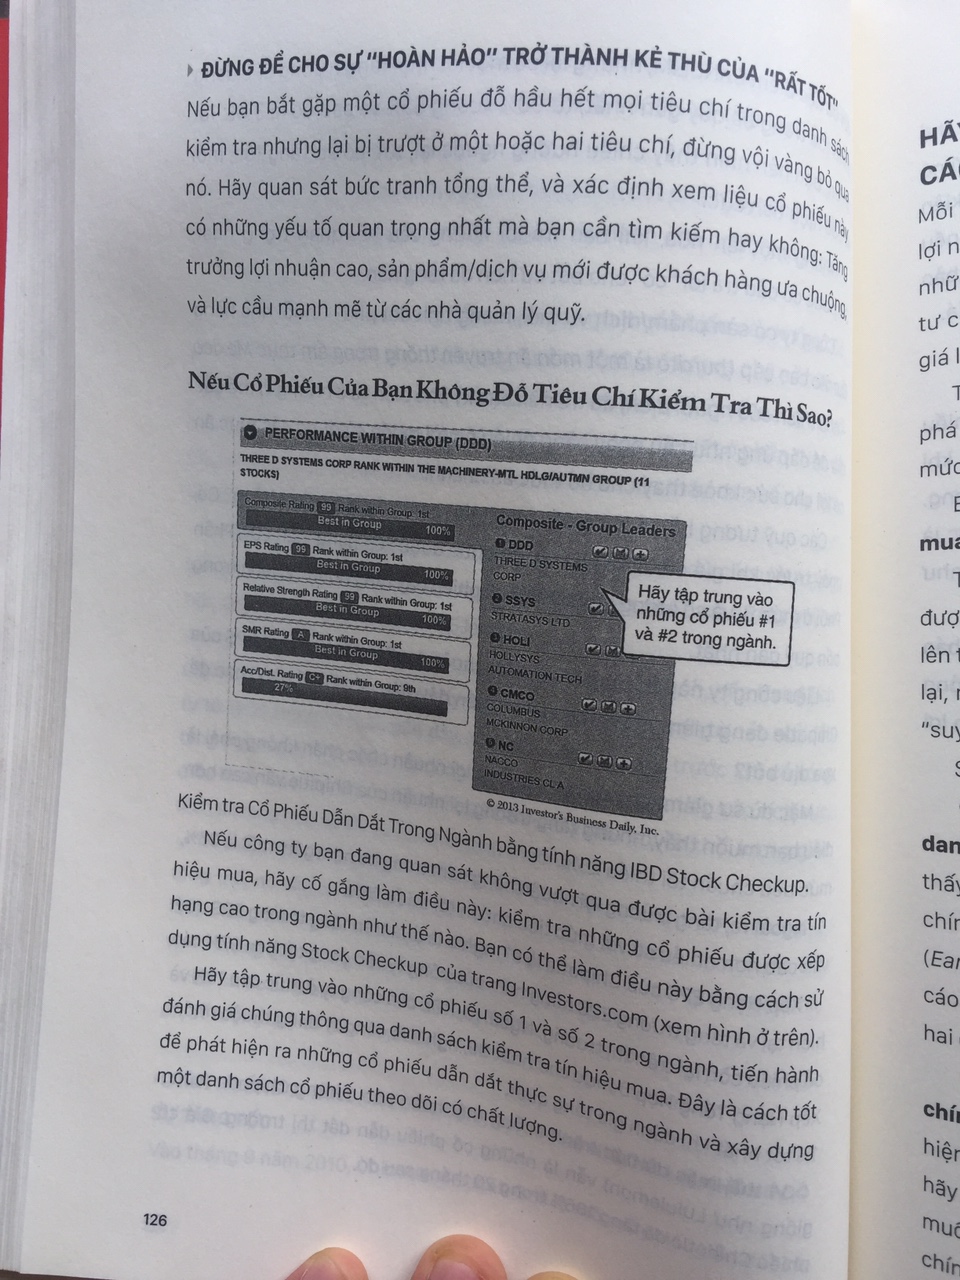 ĐỪNG ĐỂ CHO SỰ "HOÀN HẢO" TRỞ THÀNH KẺ THÙ CỦA "RẤT TỐT"
Nếu bạn bắt gặp một cổ phiếu đỗ hầu hết mọi tiêu chí trong danh sách
kiểm tra nhưng lại bị trượt ở một hoặc hai tiêu chí, đừng vội vàng bỏ qua
nó. Hãy quan sát bức tranh tổng thể, và xác định xem liệu cổ phiếu này
có những yếu tố quan trọng nhất mà bạn cần tìm kiếm hay không: Tăng
trưởng lợi nhuận cao, sản phẩm/dịch vụ mới được khách hàng ưa chuộng,
và lực cầu mạnh mẽ từ các nhà quản lý quỹ.
Nếu Cổ Phiếu Của Bạn Không Đỗ Tiêu Chí Kiểm Tra Thì Sao?
PERFORMANCE WITHIN GROUP (DDD)
THREE D SYSTEMS CORP RANK WITHIN THE MACHINERY-MTL HDLG/AUTMN GROUP (11
STOCKS)
Composite Rating 99 Rank within Group: 1st
Best in Group 100%
EPS Rating 99 Rank within Group: 1st
Best in Group 100%
Relative Strength Rating 99 Rank within Group: 1st
Best in Group 100%
SMR Rating A Rank within Group: 1st
Best in Group 100%
Acc/Dist. Rating C+ Rank within Group: 9th
27%
Composite - Group Leaders
DDD
THREE D SYSTEMS
CORP
SSYS
STRATASYS LTD
HOLI
HOLLYSYS
AUTOMATION TECH
CMCO
COLUMBUS
MCKINNON CORP
NC
NACCO
INDUSTRIES CL A
Hãy tập trung vào
những cổ phiếu #1
và #2 trong ngành.
© 2013 Investor's Business Daily, Inc.
Kiểm tra Cổ Phiếu Dẫn Dắt Trong Ngành bằng tính năng IBD Stock Checkup.
Nếu công ty bạn đang quan sát không vượt qua được bài kiểm tra tín
hiệu mua, hãy cố gắng làm điều này: kiểm tra những cổ phiếu được xếp
hạng cao trong ngành như thế nào. Bạn có thể làm điều này bằng cách sử
dụng tính năng Stock Checkup của trang Investors.com (xem hình ở trên).
Hãy tập trung vào những cổ phiếu số 1 và số 2 trong ngành, tiến hành
đánh giá chúng thông qua danh sách kiểm tra tín hiệu mua. Đây là cách tốt
để phát hiện ra những cổ phiếu dẫn dắt thực sự trong ngành và xây dựng
một danh sách cổ phiếu theo dõi có chất lượng.
126
CÁC
Mỗi
lợi n
như
tư c
giá l
T
phá
mức
mua
T
đượ
lên t
lại, r
"suy
S
dan
thấy
chín
(Ear
cáo
hai
chín
hiện
hãy
muố
chín